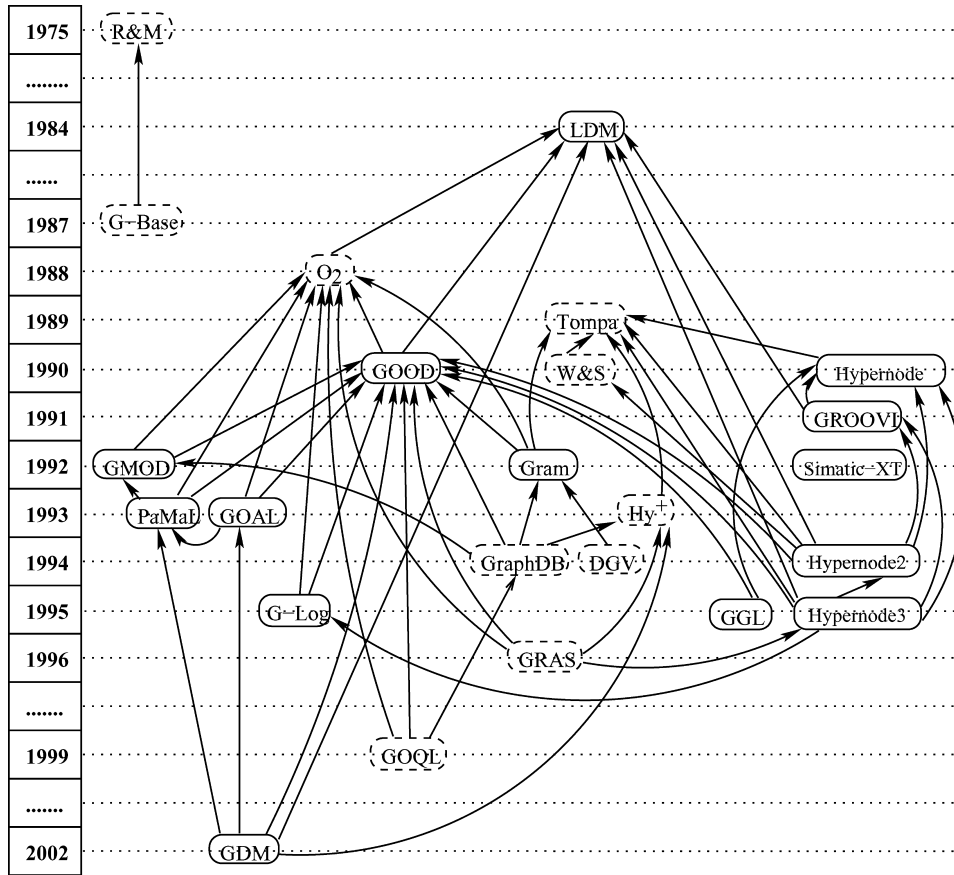 1975 R&M
........
1984 LDM
......
1987 G-Base
1988 O2
1989 Tompa
1990 GOOD W&S Hypernode
1991 GROOVL
1992 GMOD Gram Simatic-XT
1993 PaMaL GOAL Hy+
1994 GraphDB DGV Hypernode2
1995 G-Log GGL Hypernode3
1996 GRAS
.......
1999 GOQL
.......
2002 GDM